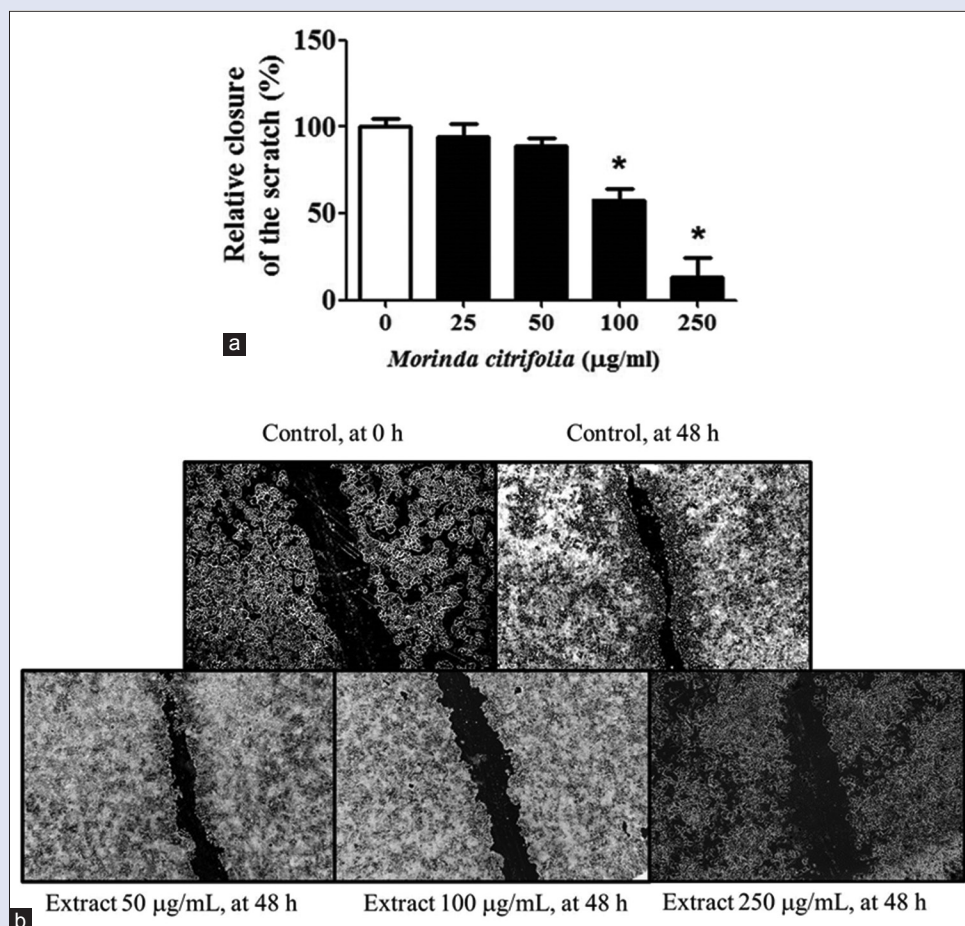 150
100
50
0
Relative closure
of the scratch (%)
*
*
0 25 50 100 250
Morinda citrifolia (μg/ml)
a
Control, at 0 h Control, at 48 h
Extract 50 μg/mL, at 48 h Extract 100 μg/mL, at 48 h Extract 250 μg/mL, at 48 h
b